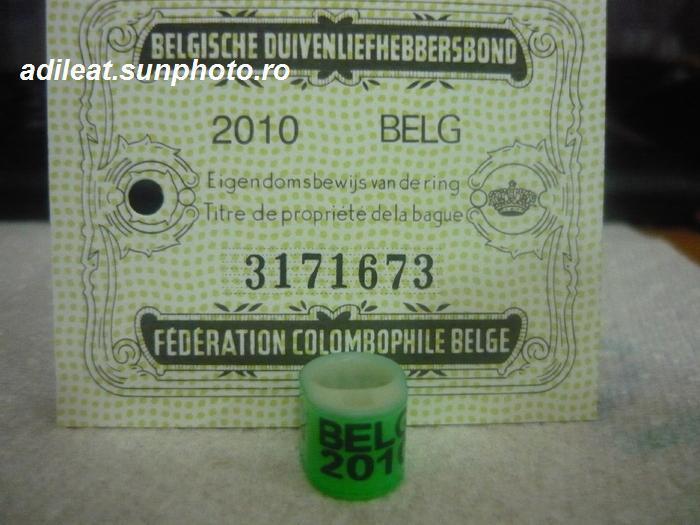 BELGISCHE DUIVENLIEFHEBBERSBOND
adileat.sunphoto.ro
2010 BELG
Eigendomsbewijs van de ring
Titre de propriété de la bague
3171673
FÉDÉRATION COLOMBOPHILE BELGE
BELG
2010